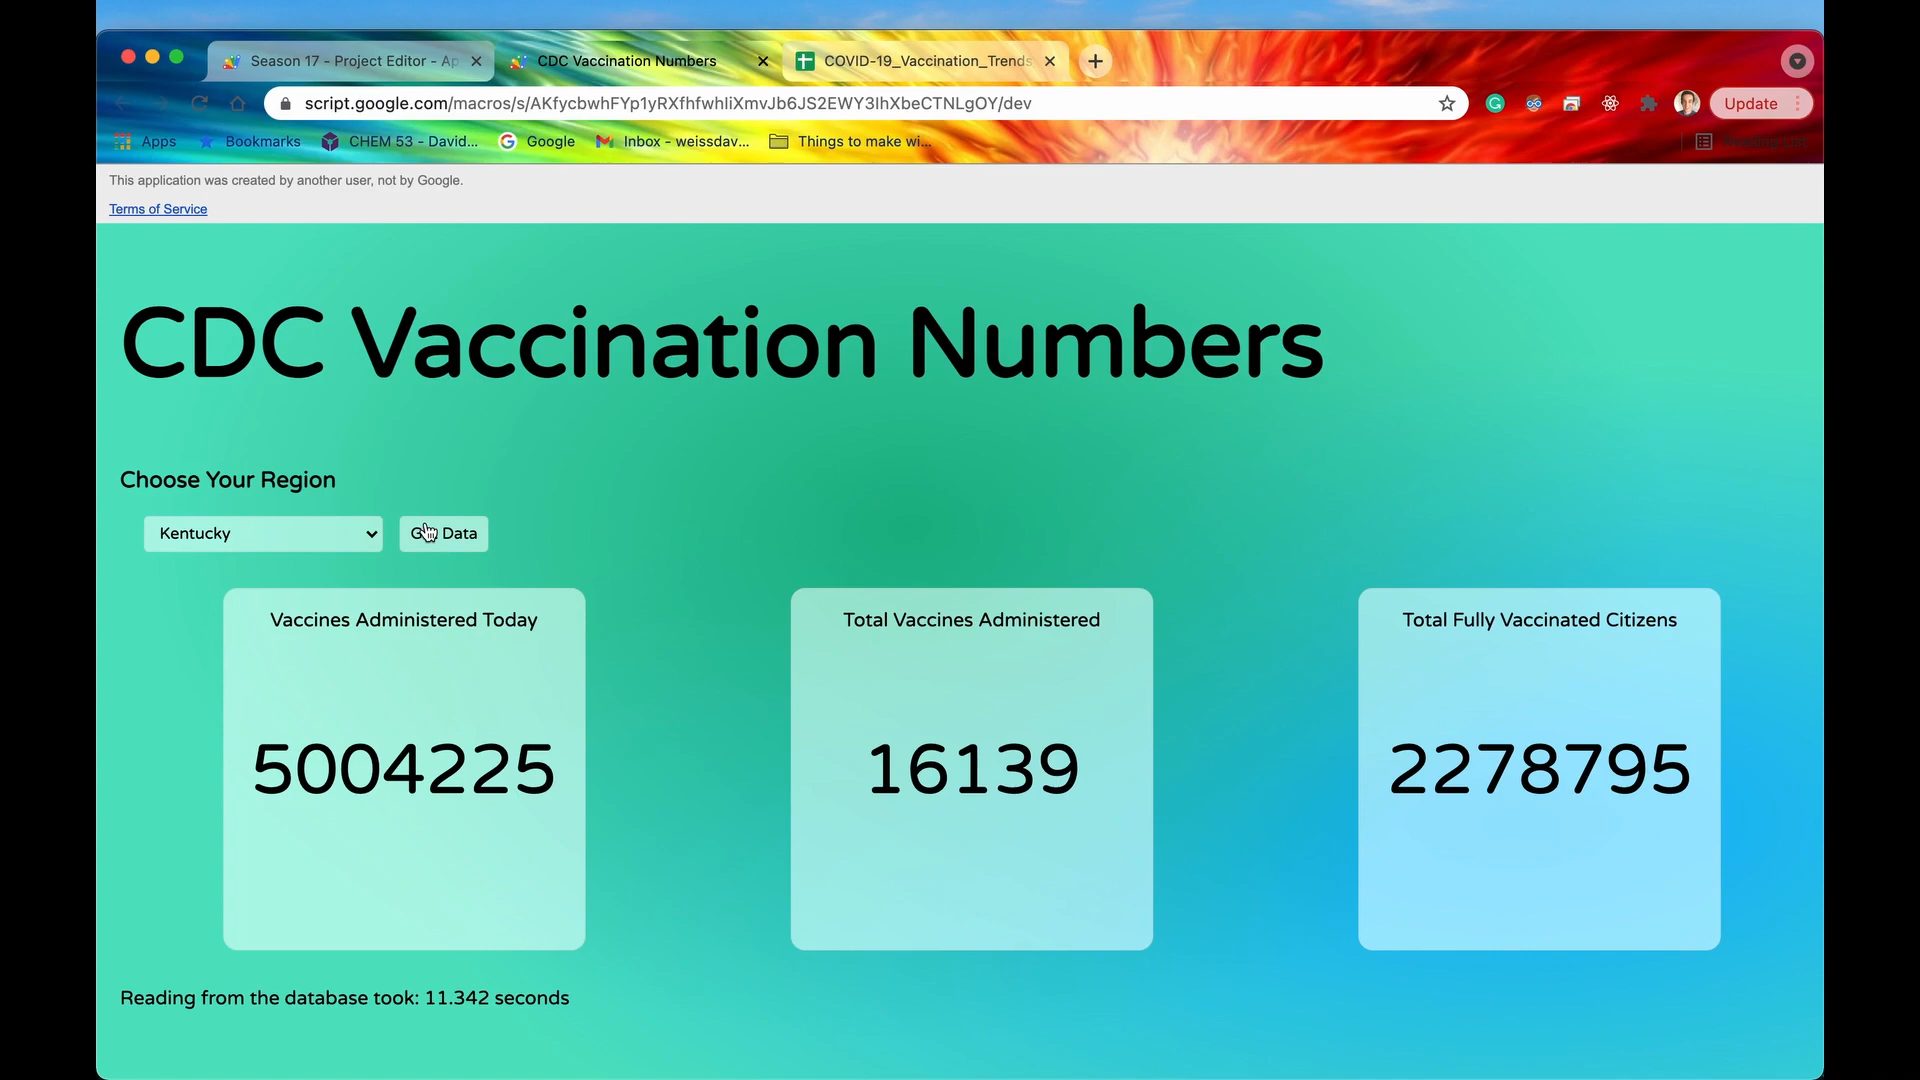 Season 17 - Project Editor - Ap
CDC Vaccination Numbers
COVID-19_Vaccination_Trends
script.google.com/macros/s/AKfycbwhFYp1yRXfhfwhIiXmvJb6JS2EWY3IhXbeCTNLgOY/dev
Update
Apps
Bookmarks
CHEM 53 - David...
Google
Inbox - weissdav...
Things to make wi...
Reading List
This application was created by another user, not by Google.
Terms of Service
CDC Vaccination Numbers
Choose Your Region
Kentucky
Data
Vaccines Administered Today
Total Vaccines Administered
Total Fully Vaccinated Citizens
5004225
16139
2278795
Reading from the database took: 11.342 seconds